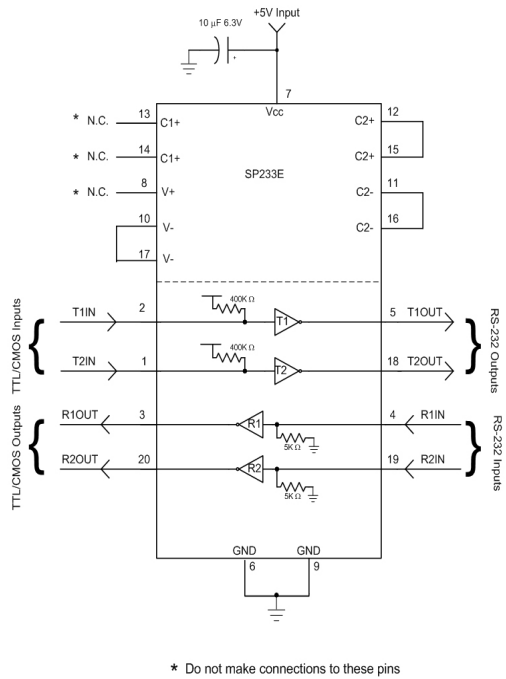 +5V Input
10 µF 6.3V
+
7
Vcc
* N.C. 13 C1+
C2+ 12
* N.C. 14 C1+
C2+ 15
SP233E
* N.C. 8 V+
C2- 11
10 V-
C2- 16
17 V-
400K Ω
T1IN 2 T1 5 T1OUT
400K Ω
T2IN 1 T2 18 T2OUT
TTL/CMOS Inputs
RS-232 Outputs
R1OUT 3 R1 4 R1IN
5K Ω
R2OUT 20 R2 19 R2IN
5K Ω
TTL/CMOS Outputs
RS-232 Inputs
GND GND
6 9
* Do not make connections to these pins